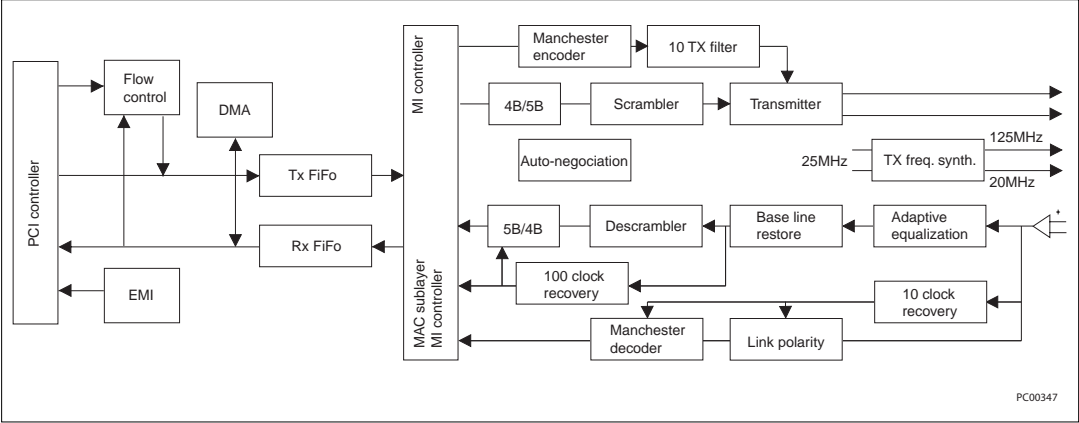 PCI controller
Flow
control
DMA
EMI
Tx FiFo
Rx FiFo
MI controller
MAC sublayer
MI controller
Manchester
encoder
10 TX filter
4B/5B
Scrambler
Transmitter
Auto-negociation
25MHz
TX freq. synth.
125MHz
20MHz
5B/4B
Descrambler
Base line
restore
Adaptive
equalization
+
100 clock
recovery
10 clock
recovery
Manchester
decoder
Link polarity
PC00347